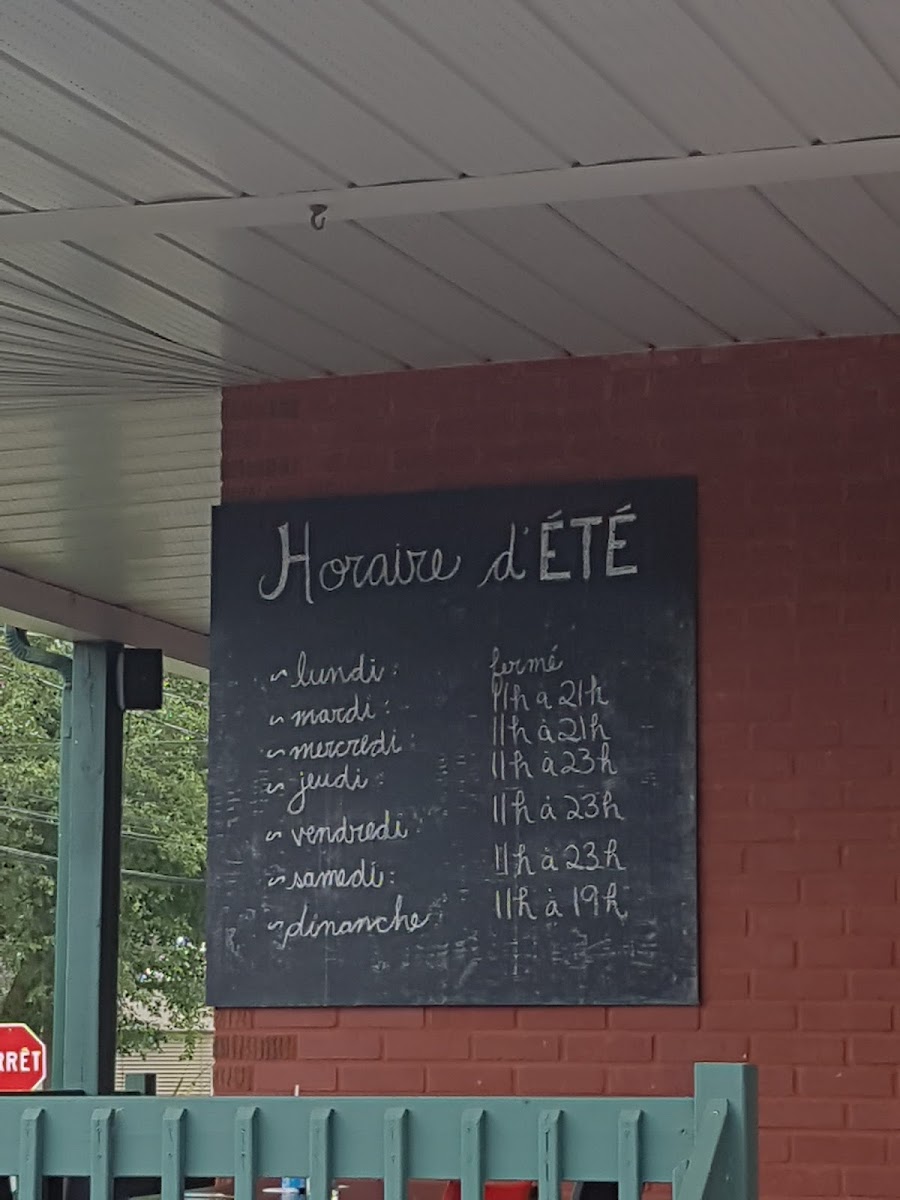 Horaire d'ÉTÉ
~ lundi : fermé
~ mardi : 11h à 21h
~ mercredi : 11h à 21h
~ jeudi : 11h à 23h
~ vendredi 11h à 23h
~ samedi : 11h à 23h
~ dimanche 11h à 19h
RRÊT